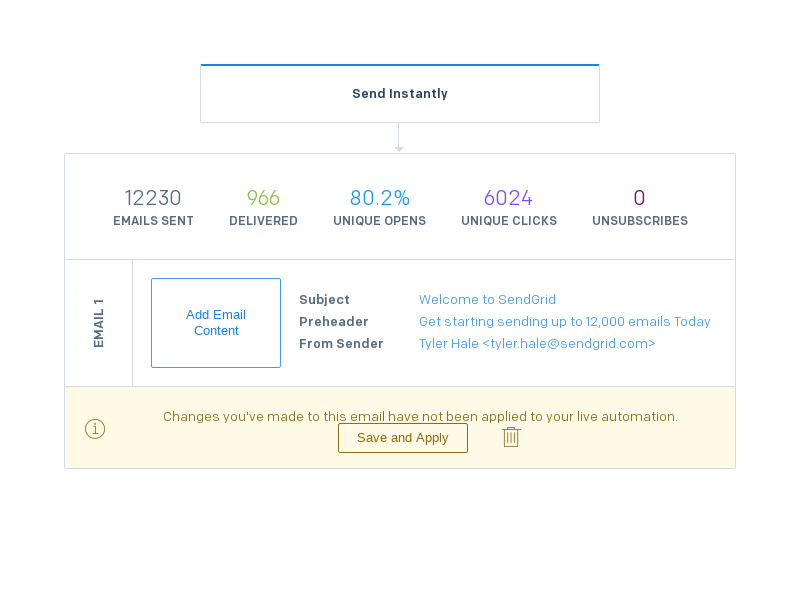 Send Instantly
12230 966 80.2% 6024 0
EMAILS SENT DELIVERED UNIQUE OPENS UNIQUE CLICKS UNSUBSCRIBES
EMAIL 1
Add Email
Content
Subject Welcome to SendGrid
Preheader Get starting sending up to 12,000 emails Today
From Sender Tyler Hale <tyler.hale@sendgrid.com>
Changes you've made to this email have not been applied to your live automation.
Save and Apply